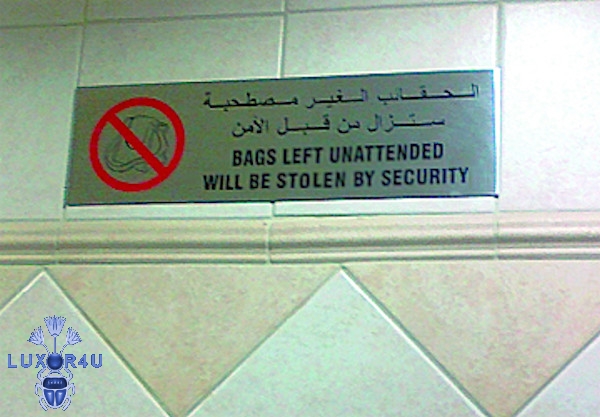 الحقائب الغير مصطحبة
ستزال من قبل الأمن
BAGS LEFT UNATTENDED
WILL BE STOLEN BY SECURITY
LUXOR4U